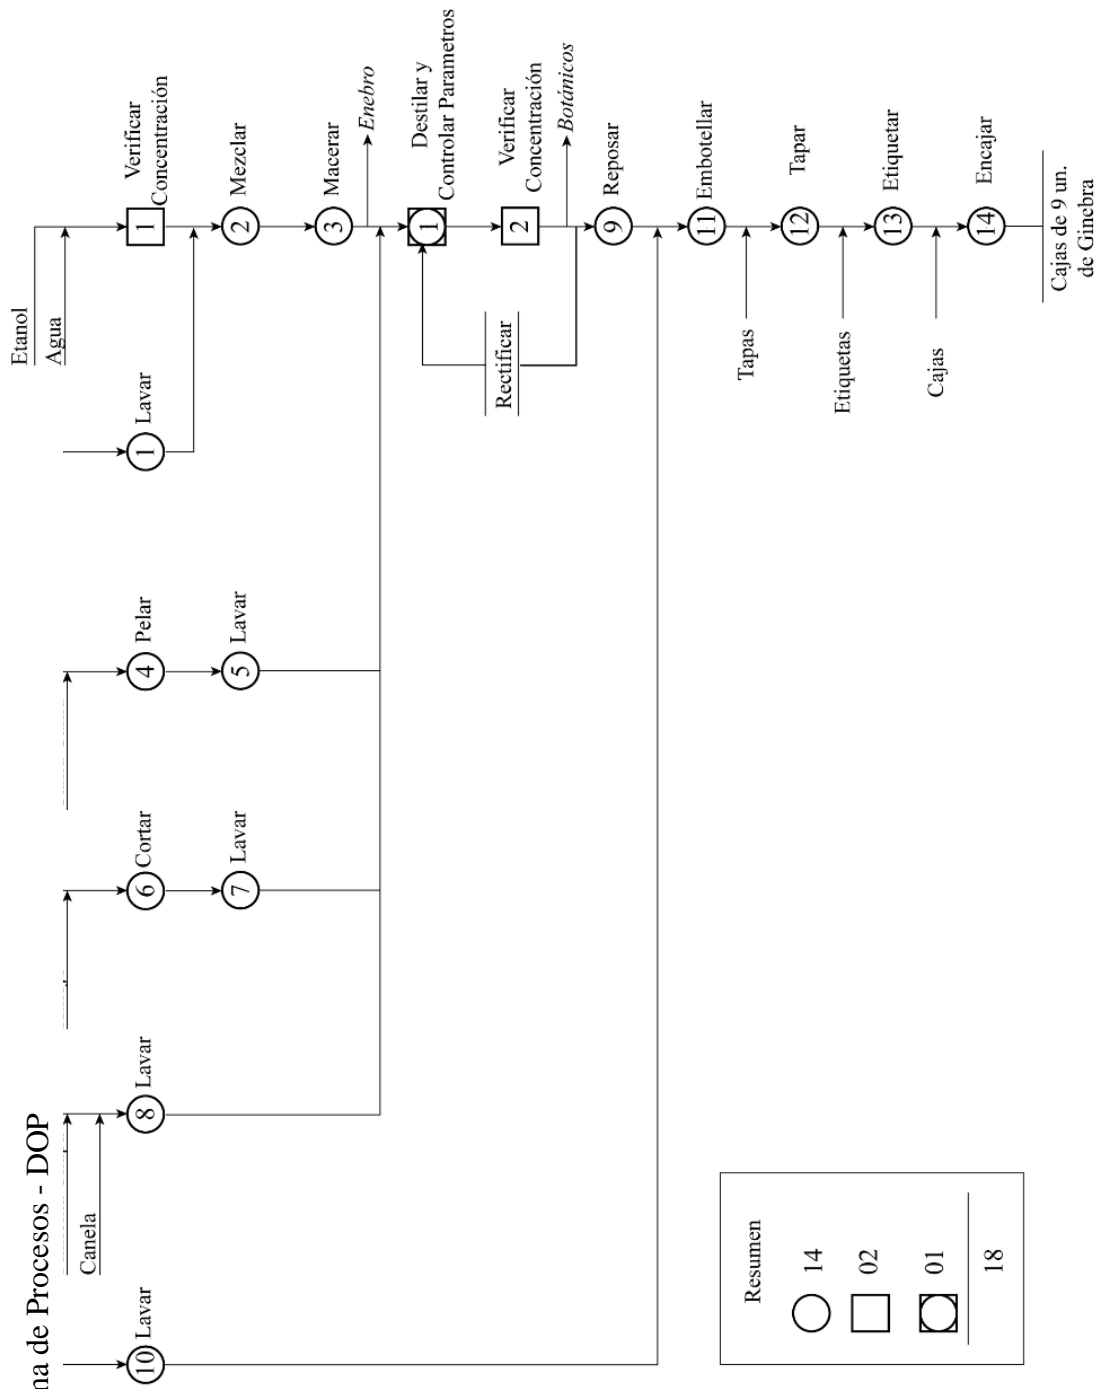 de Procesos - DOP
Etanol
Agua
Canela
10 Lavar
8 Lavar
6 Cortar
4 Pelar
1 Lavar
1 Verificar
Concentración
7 Lavar
5 Lavar
2 Mezclar
3 Macerar
Enebro
1 Destilar y
Controlar Parametros
Rectificar
2 Verificar
Concentración
Botánicos
9 Reposar
11 Embotellar
Tapas
12 Tapar
Etiquetas
13 Etiquetar
Cajas
14 Encajar
Cajas de 9 un.
de Ginebra
Resumen
14
02
01
18